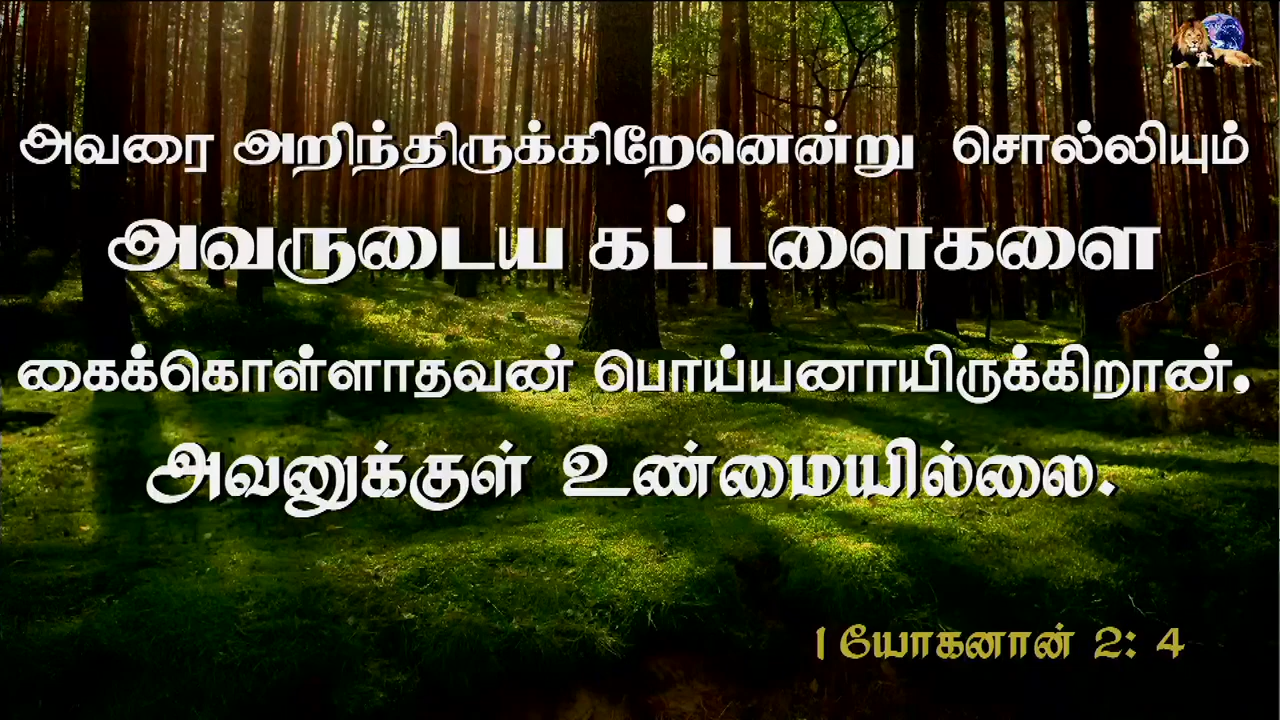 அவரை அறிந்திருக்கிறேனென்று சொல்லியும்
அவருடைய கட்டளைகளை
கைக்கொள்ளாதவன் பொய்யனாயிருக்கிறான்.
அவனுக்குள் உண்மையில்லை.
1 யோகனான் 2: 4